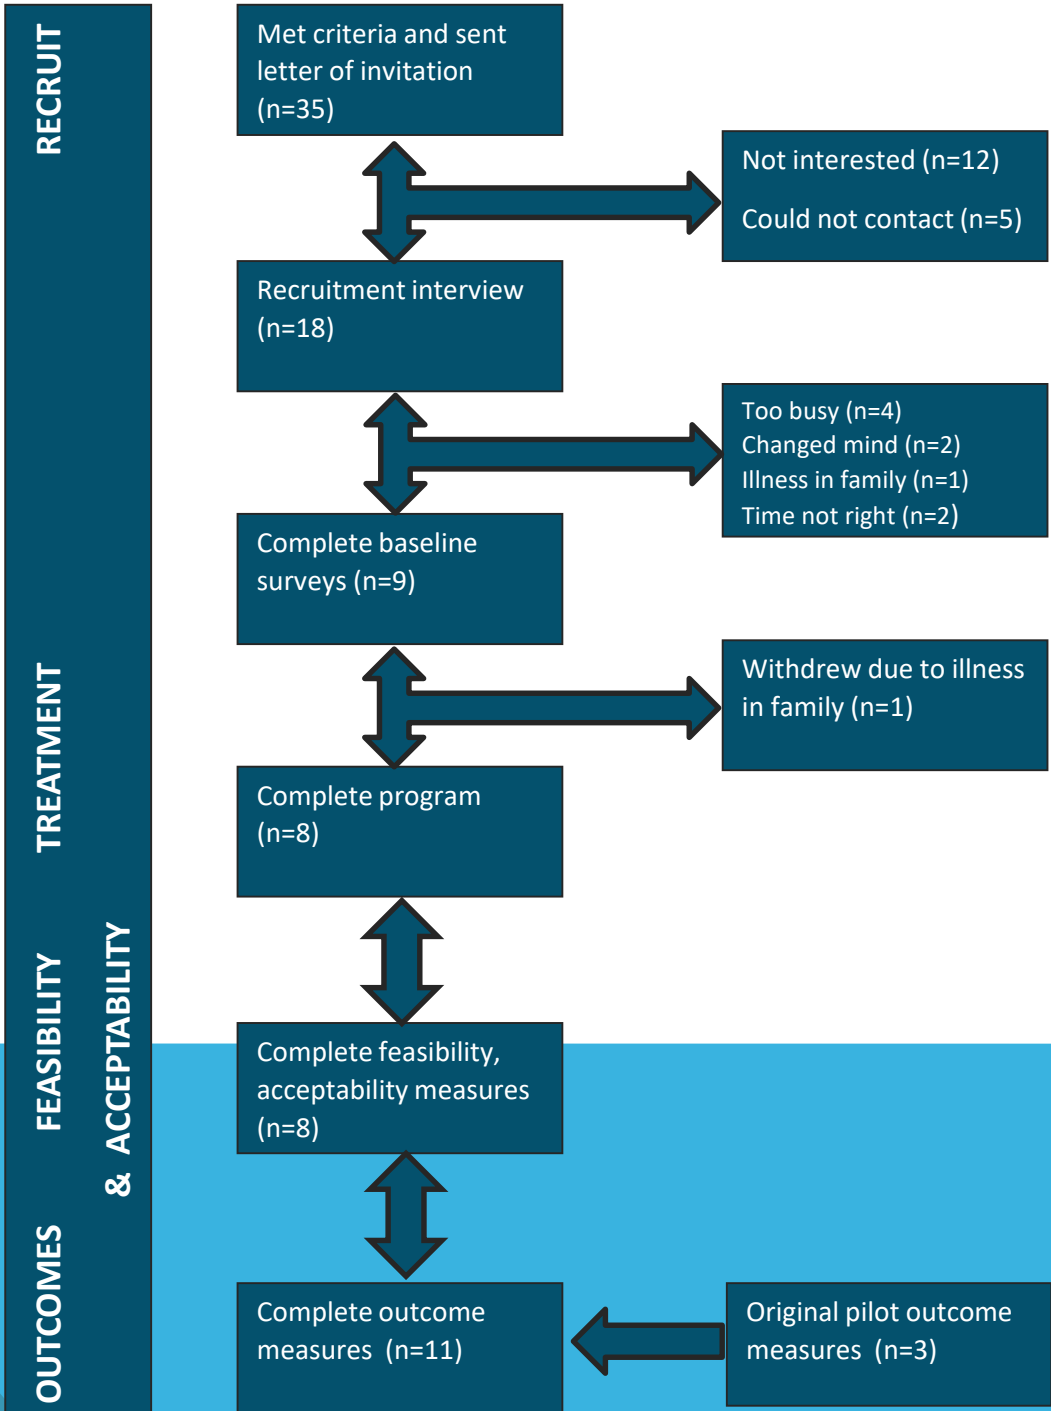 RECRUIT
Met criteria and sent
letter of invitation
(n=35)
Not interested (n=12)
Could not contact (n=5)
Recruitment interview
(n=18)
Too busy (n=4)
Changed mind (n=2)
Illness in family (n=1)
Time not right (n=2)
Complete baseline
surveys (n=9)
TREATMENT
Withdrew due to illness
in family (n=1)
Complete program
(n=8)
FEASIBILITY
& ACCEPTABILITY
Complete feasibility,
acceptability measures
(n=8)
OUTCOMES
Complete outcome
measures (n=11)
Original pilot outcome
measures (n=3)